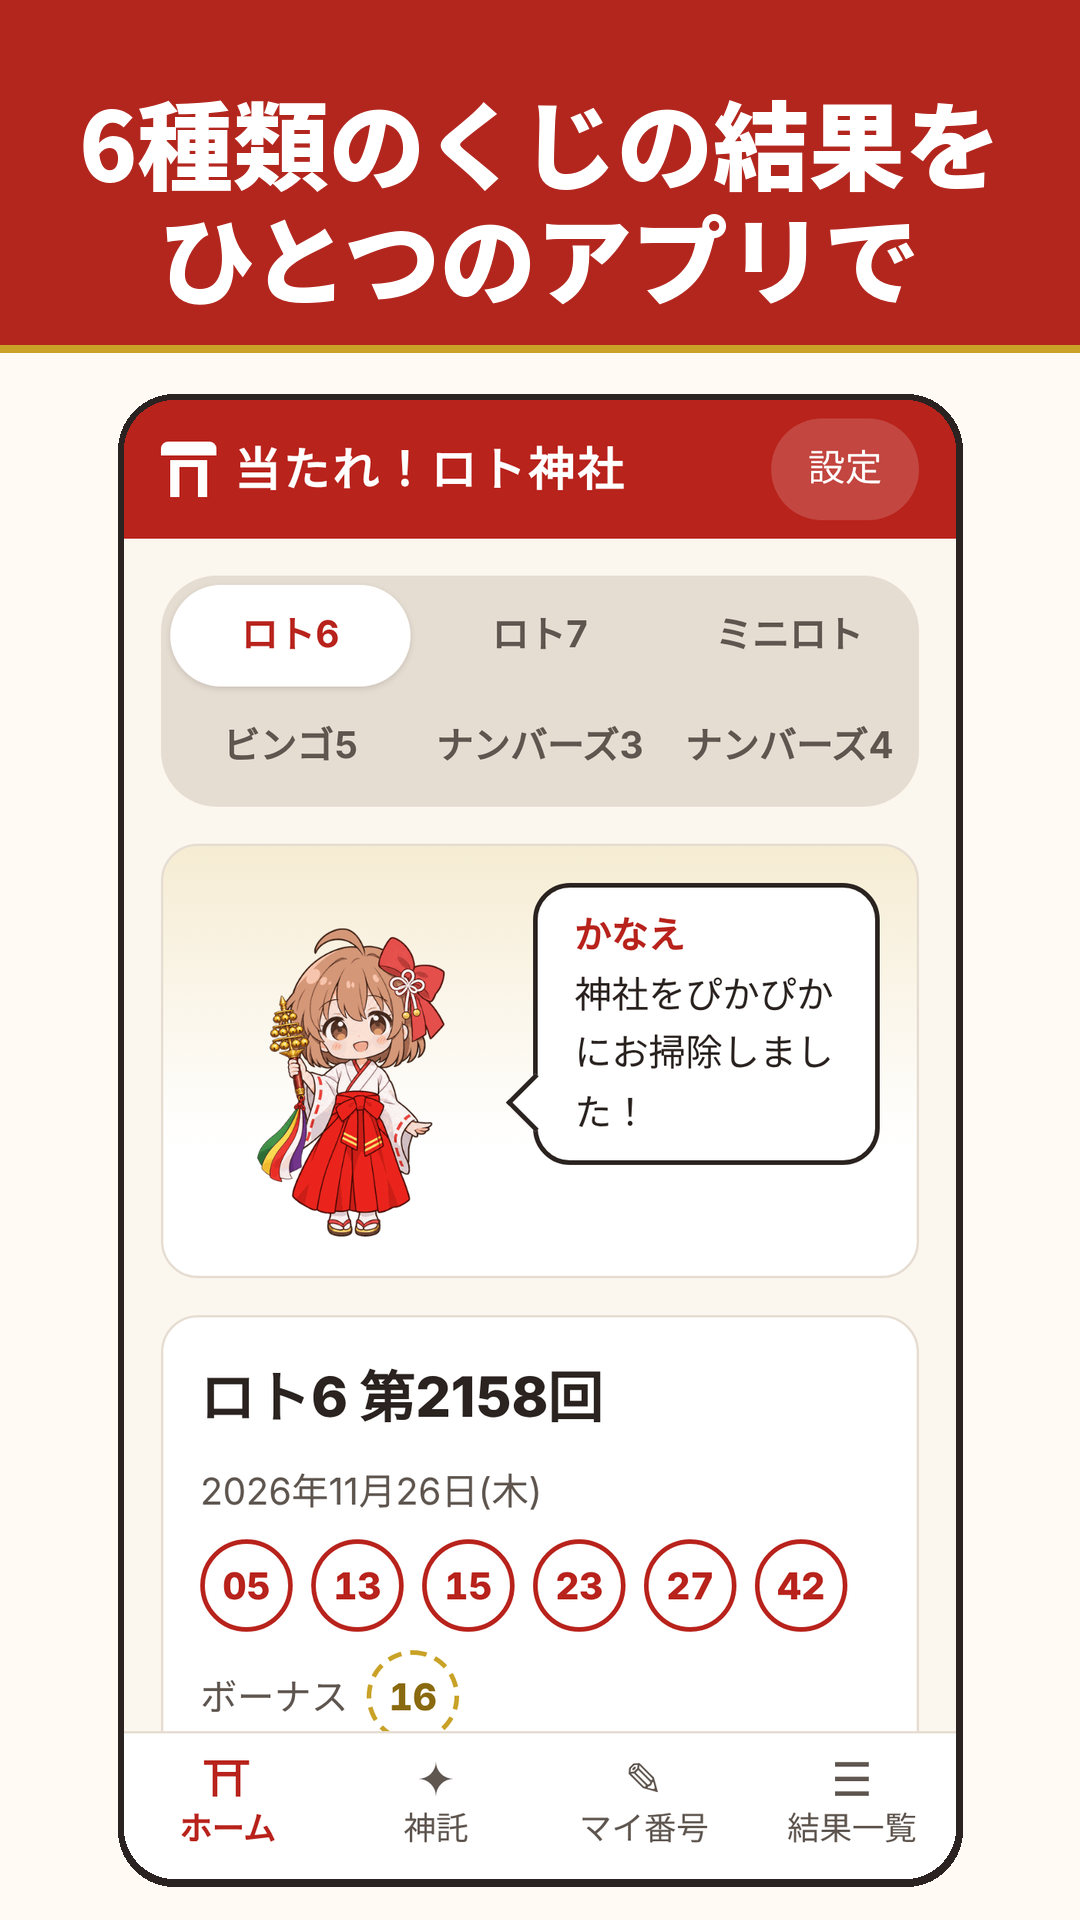 6種類のくじの結果を
ひとつのアプリで
当たれ！ロト神社
設定
ロト6
ロト7
ミニロト
ビンゴ5
ナンバーズ3
ナンバーズ4
かなえ
神社をぴかぴか
にお掃除しまし
た！
ロト6 第2158回
2026年11月26日(木)
05 13 15 23 27 42
ボーナス 16
ホーム
神託
マイ番号
結果一覧